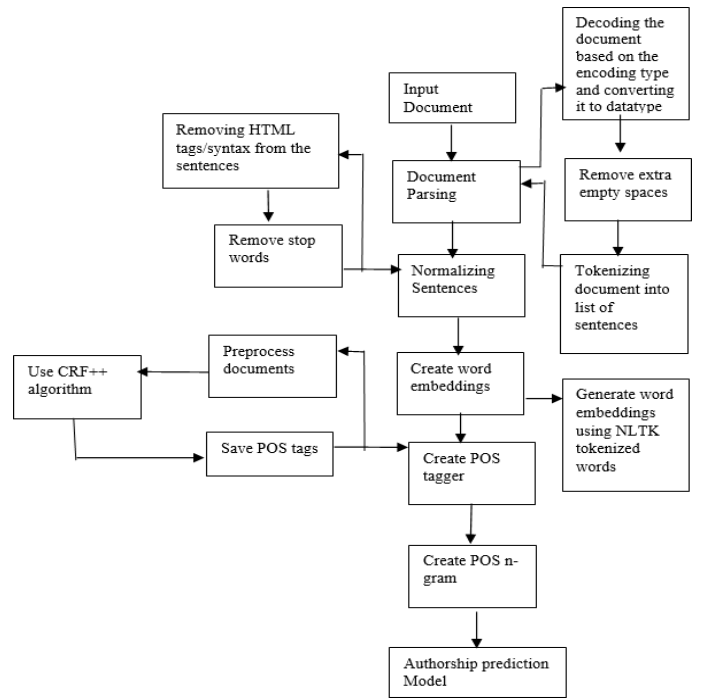 Decoding the
document
based on the
encoding type
and converting
it to datatype
Input
Document
Removing HTML
tags/syntax from the
sentences
Document
Parsing
Remove extra
empty spaces
Remove stop
words
Normalizing
Sentences
Tokenizing
document into
list of
sentences
Preprocess
documents
Use CRF++
algorithm
Create word
embeddings
Generate word
embeddings
using NLTK
tokenized
words
Save POS tags
Create POS
tagger
Create POS n-
gram
Authorship prediction
Model